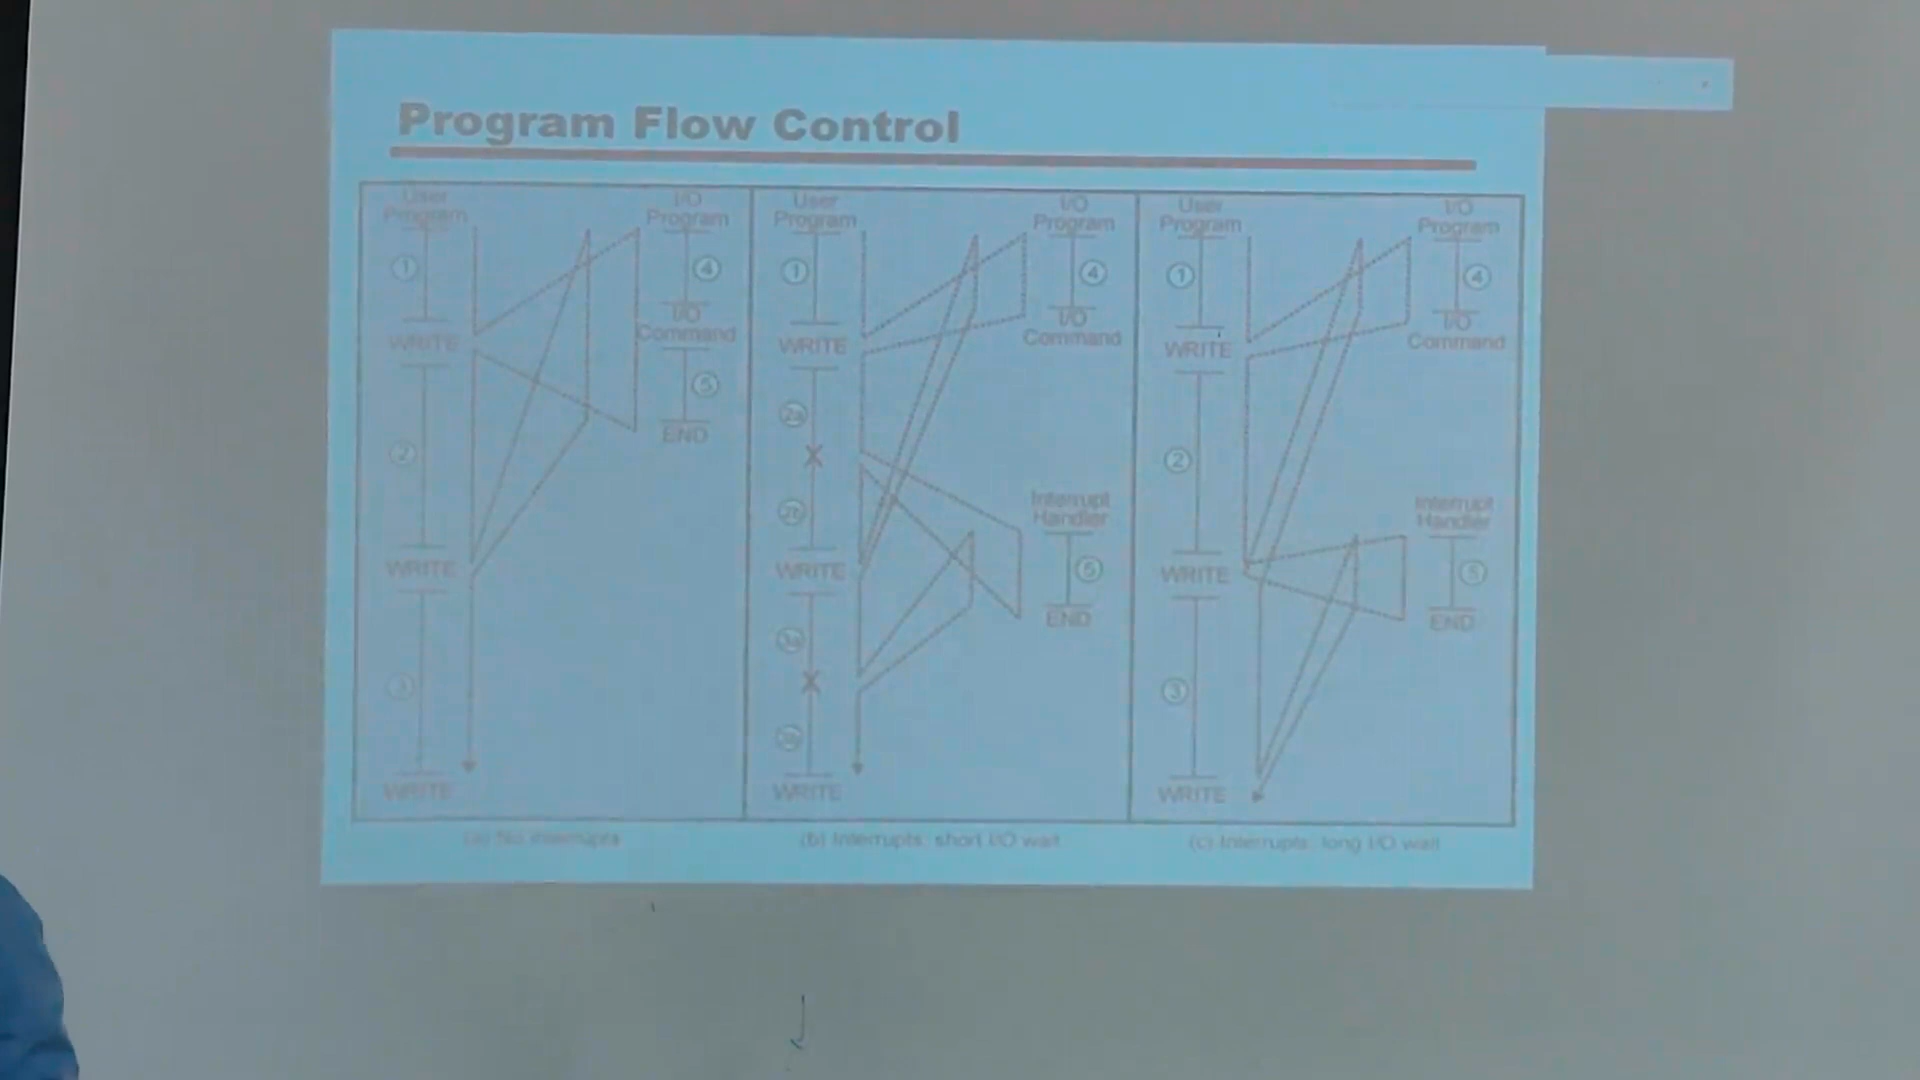 Program Flow Control
User
Program
1
WRITE
2
WRITE
3
WRITE
I/O
Program
4
I/O
Command
5
END
(a) No interrupts
User
Program
1
WRITE
2a
2b
WRITE
3a
3b
WRITE
I/O
Program
4
I/O
Command
Interrupt
Handler
5
END
(b) Interrupts; short I/O wait
User
Program
1
WRITE
2
WRITE
3
WRITE
I/O
Program
4
I/O
Command
Interrupt
Handler
5
END
(c) Interrupts; long I/O wait